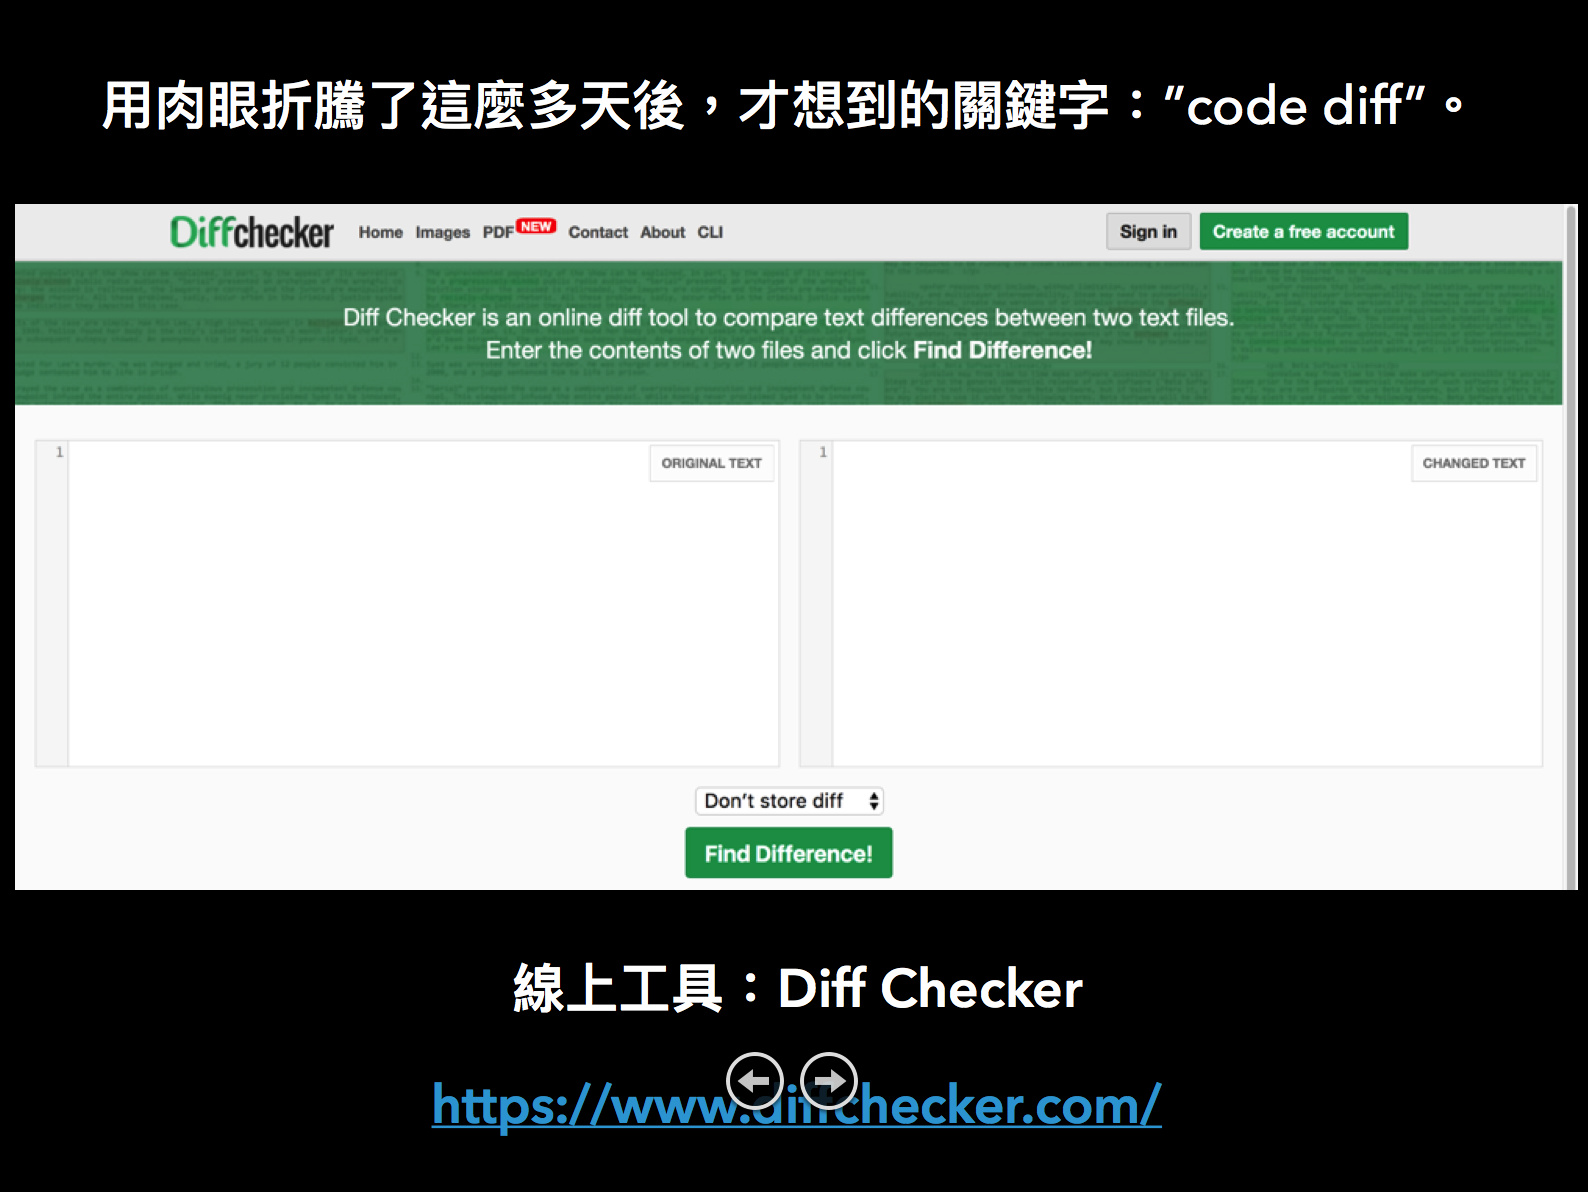 用肉眼折騰了這麼多天後，才想到的關鍵字：”code diff”。
Diffchecker Home Images PDF NEW Contact About CLI Sign in Create a free account
Diff Checker is an online diff tool to compare text differences between two text files.
Enter the contents of two files and click Find Difference!
1 ORIGINAL TEXT 1 CHANGED TEXT
Don't store diff
Find Difference!
線上工具：Diff Checker
https://www.diffchecker.com/